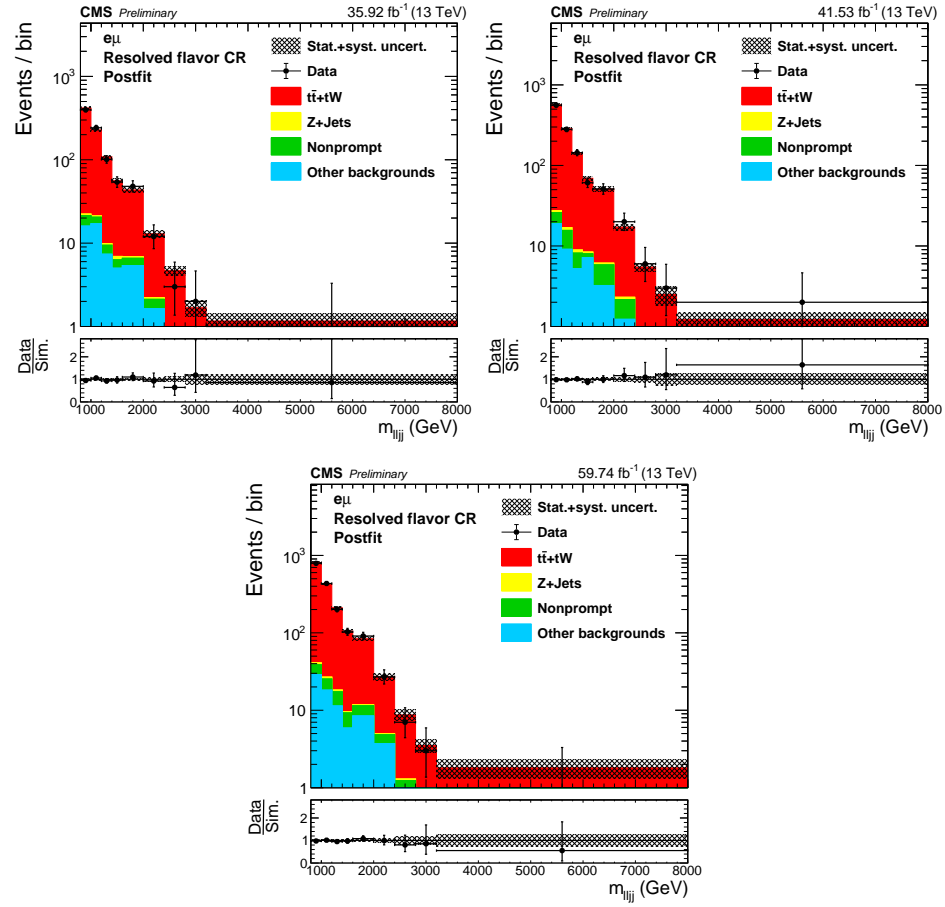 CMS Preliminary 35.92 fb⁻¹ (13 TeV)
Events / bin
10³
10²
10
1
eμ
Resolved flavor CR
Postfit
Stat.+syst. uncert.
Data
tt̄+tW
Z+Jets
Nonprompt
Other backgrounds
Data
Sim.
2
1
0
1000 2000 3000 4000 5000 6000 7000 8000
m_lljj (GeV)
CMS Preliminary 41.53 fb⁻¹ (13 TeV)
Events / bin
10³
10²
10
1
eμ
Resolved flavor CR
Postfit
Stat.+syst. uncert.
Data
tt̄+tW
Z+Jets
Nonprompt
Other backgrounds
Data
Sim.
2
1
0
1000 2000 3000 4000 5000 6000 7000 8000
m_lljj (GeV)
CMS Preliminary 59.74 fb⁻¹ (13 TeV)
Events / bin
10³
10²
10
1
eμ
Resolved flavor CR
Postfit
Stat.+syst. uncert.
Data
tt̄+tW
Z+Jets
Nonprompt
Other backgrounds
Data
Sim.
2
1
0
1000 2000 3000 4000 5000 6000 7000 8000
m_lljj (GeV)